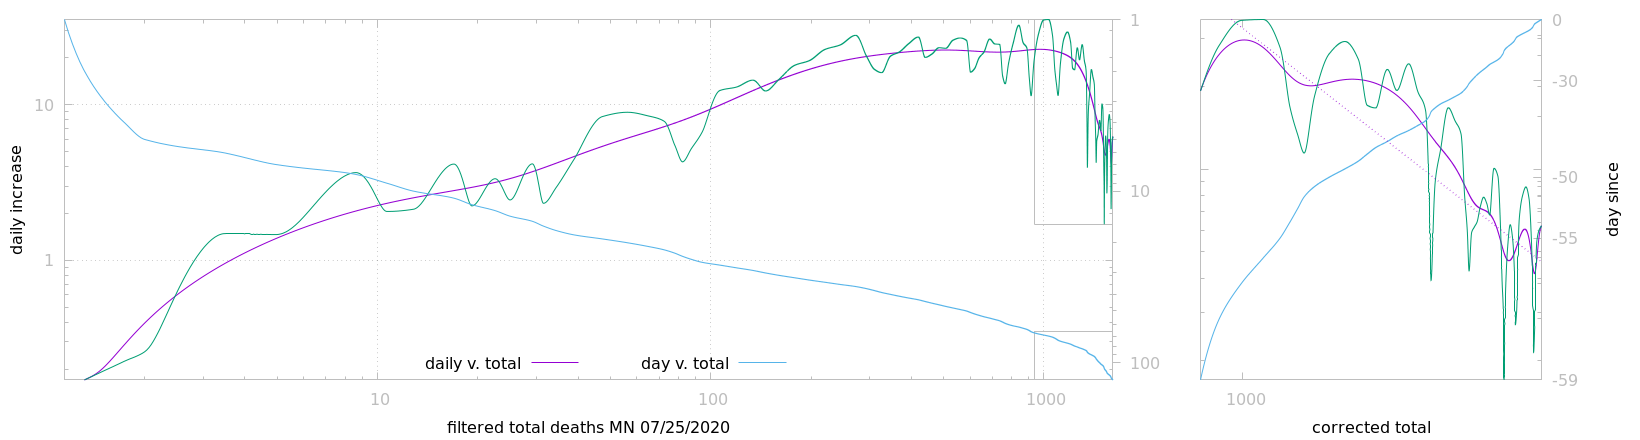 daily increase
10
1
1
10
100
daily v. total
day v. total
10
100
1000
filtered total deaths MN 07/25/2020
0
-30
-50
-55
-59
day since
1000
corrected total